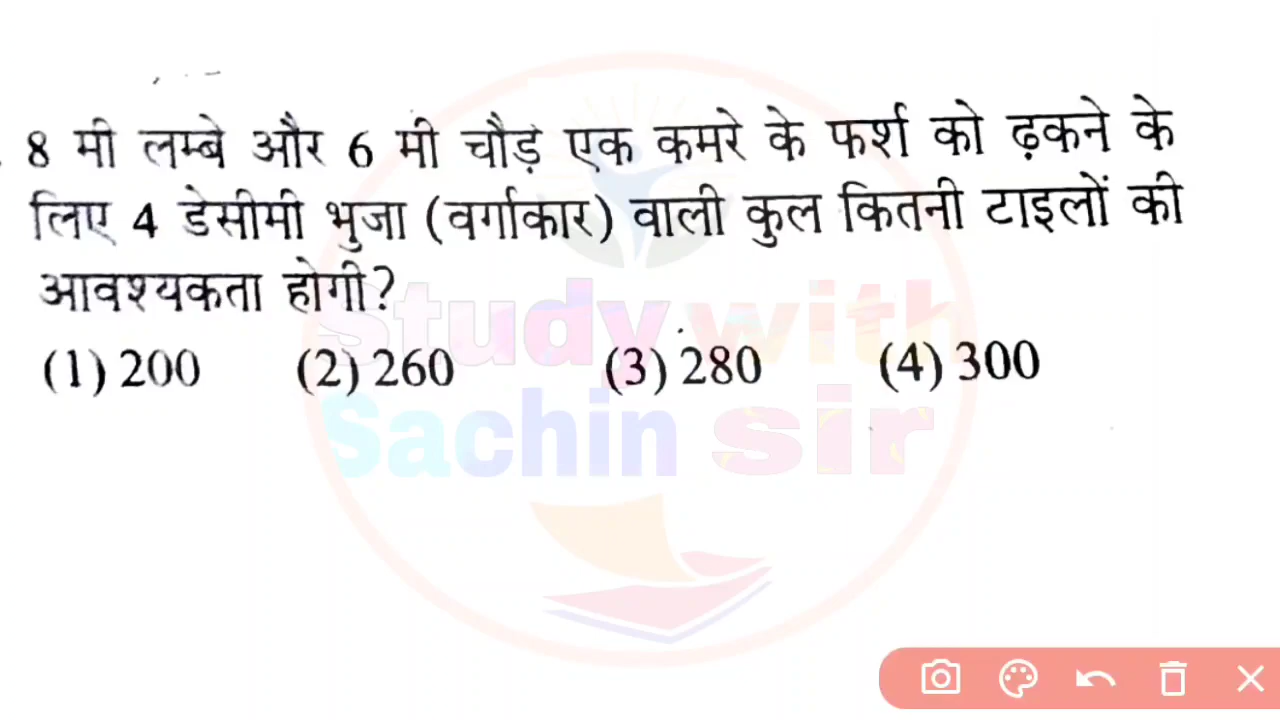 8 मी लम्बे और 6 मी चौड़े एक कमरे के फर्श को ढ़कने के
लिए 4 डेसीमी भुजा (वर्गाकार) वाली कुल कितनी टाइलों की
आवश्यकता होगी?
(1) 200 (2) 260 (3) 280 (4) 300
Study with
Sachin sir